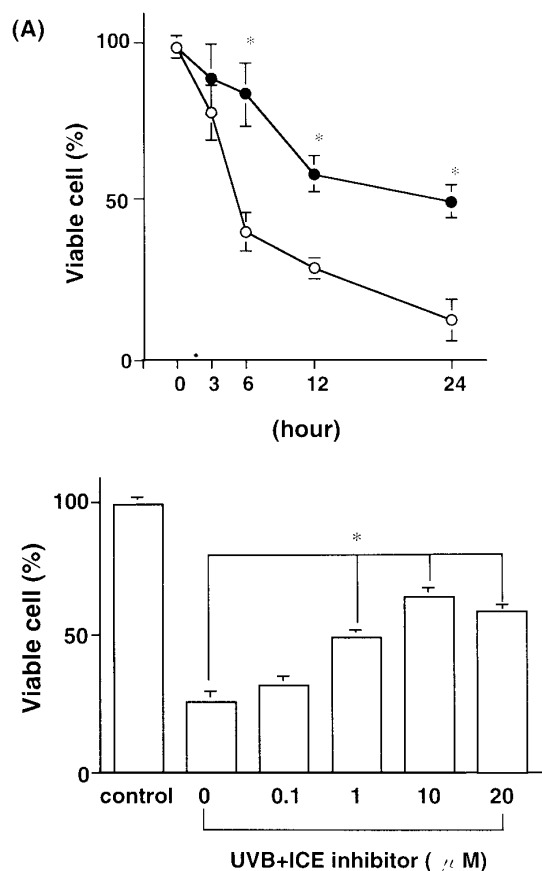 (A)
100
50
0
Viable cell (%)
*
*
*
0 3 6 12 24
(hour)
100
50
0
Viable cell (%)
*
control 0 0.1 1 10 20
UVB+ICE inhibitor ( μ M)